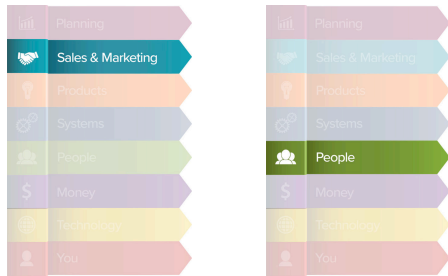 Planning
Sales & Marketing
Products
Systems
People
Money
Technology
You
Planning
Sales & Marketing
Products
Systems
People
Money
Technology
You